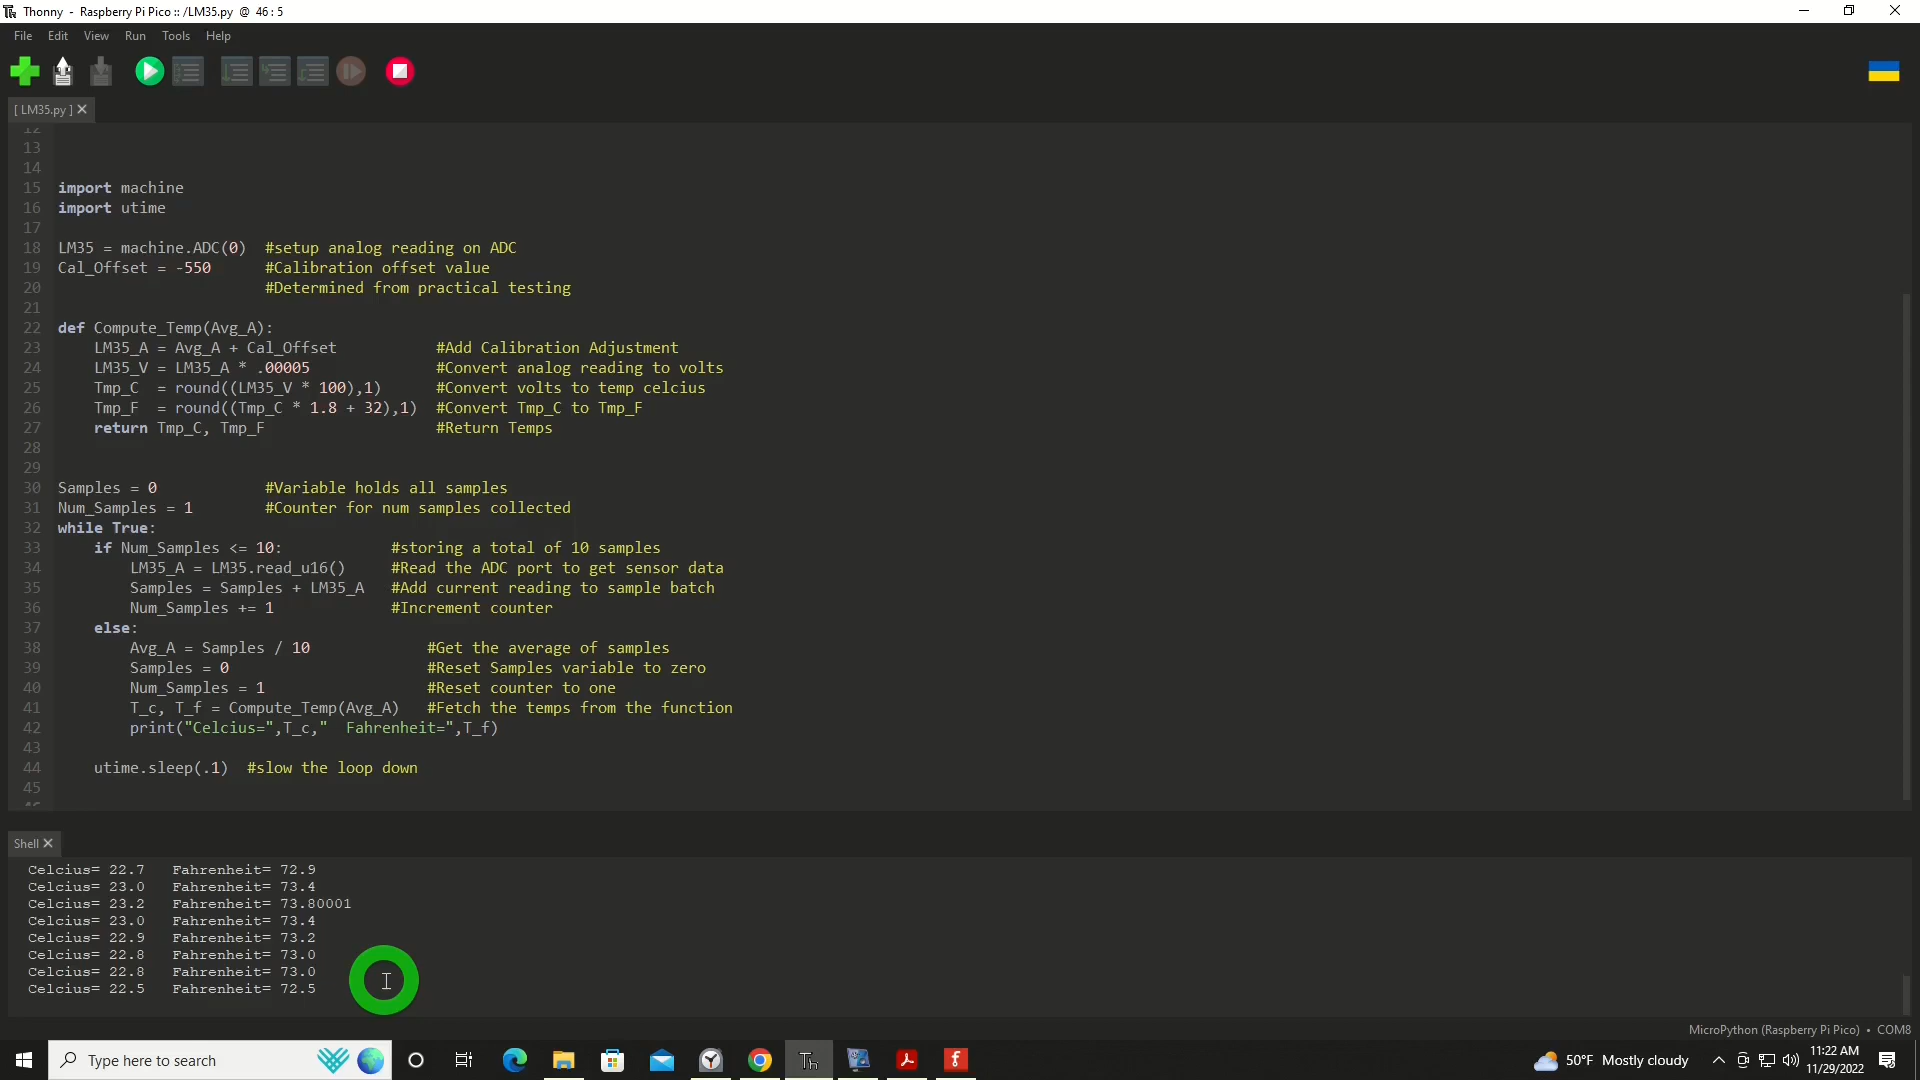 Thonny - Raspberry Pi Pico :: /LM35.py @ 46 : 5
File Edit View Run Tools Help
[ LM35.py ]
12
13
14
15 import machine
16 import utime
17
18 LM35 = machine.ADC(0) #setup analog reading on ADC
19 Cal_Offset = -550 #Calibration offset value
20 #Determined from practical testing
21
22 def Compute_Temp(Avg_A):
23 LM35_A = Avg_A + Cal_Offset #Add Calibration Adjustment
24 LM35_V = LM35_A * .00005 #Convert analog reading to volts
25 Tmp_C = round((LM35_V * 100),1) #Convert volts to temp celcius
26 Tmp_F = round((Tmp_C * 1.8 + 32),1) #Convert Tmp_C to Tmp_F
27 return Tmp_C, Tmp_F #Return Temps
28
29
30 Samples = 0 #Variable holds all samples
31 Num_Samples = 1 #Counter for num samples collected
32 while True:
33 if Num_Samples <= 10: #storing a total of 10 samples
34 LM35_A = LM35.read_u16() #Read the ADC port to get sensor data
35 Samples = Samples + LM35_A #Add current reading to sample batch
36 Num_Samples += 1 #Increment counter
37 else:
38 Avg_A = Samples / 10 #Get the average of samples
39 Samples = 0 #Reset Samples variable to zero
40 Num_Samples = 1 #Reset counter to one
41 T_c, T_f = Compute_Temp(Avg_A) #Fetch the temps from the function
42 print("Celcius=",T_c," Fahrenheit=",T_f)
43
44 utime.sleep(.1) #slow the loop down
45
46
Shell
Celcius= 22.7 Fahrenheit= 72.9
Celcius= 23.0 Fahrenheit= 73.4
Celcius= 23.2 Fahrenheit= 73.80001
Celcius= 23.0 Fahrenheit= 73.4
Celcius= 22.9 Fahrenheit= 73.2
Celcius= 22.8 Fahrenheit= 73.0
Celcius= 22.8 Fahrenheit= 73.0
Celcius= 22.5 Fahrenheit= 72.5
MicroPython (Raspberry Pi Pico) • COM8
Type here to search
Th
50°F Mostly cloudy
11:22 AM
11/29/2022